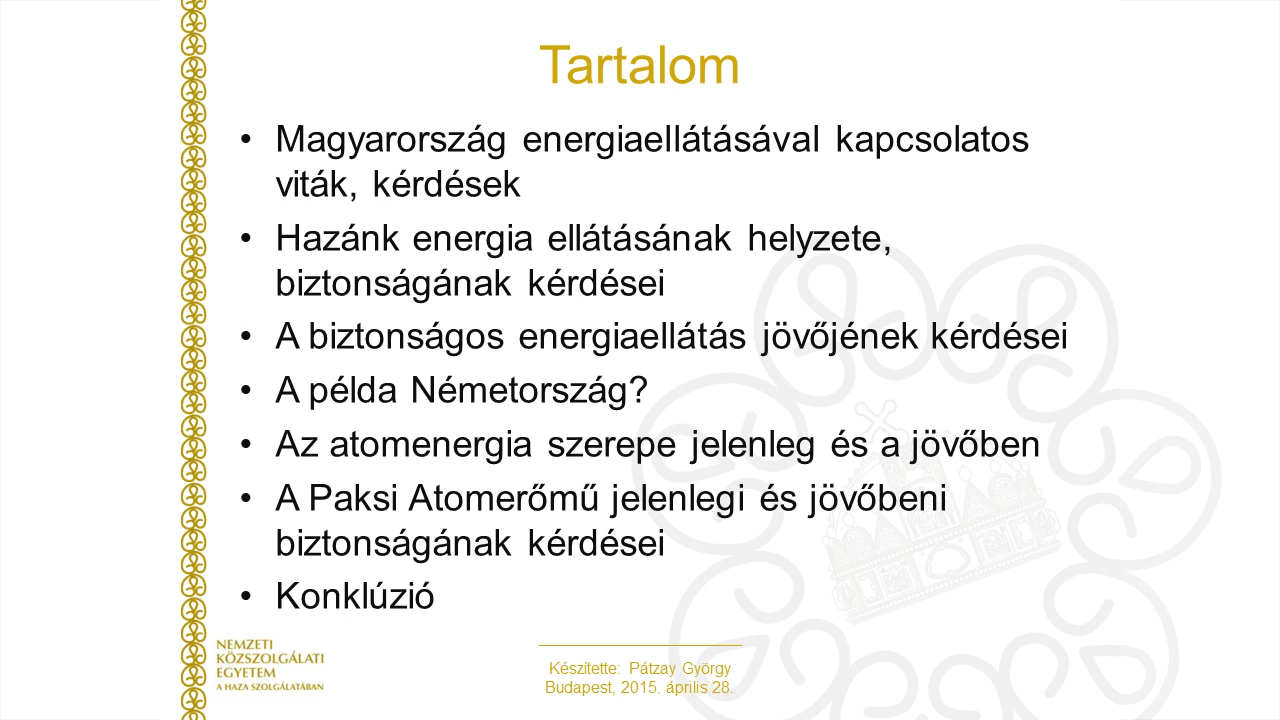 Tartalom
• Magyarország energiaellátásával kapcsolatos
viták, kérdések
• Hazánk energia ellátásának helyzete,
biztonságának kérdései
• A biztonságos energiaellátás jövőjének kérdései
• A példa Németország?
• Az atomenergia szerepe jelenleg és a jövőben
• A Paksi Atomerőmű jelenlegi és jövőbeni
biztonságának kérdései
• Konklúzió
NEMZETI
KÖZSZOLGÁLATI
EGYETEM
A HAZA SZOLGÁLATÁBAN
Készítette: Pátzay György
Budapest, 2015. április 28.